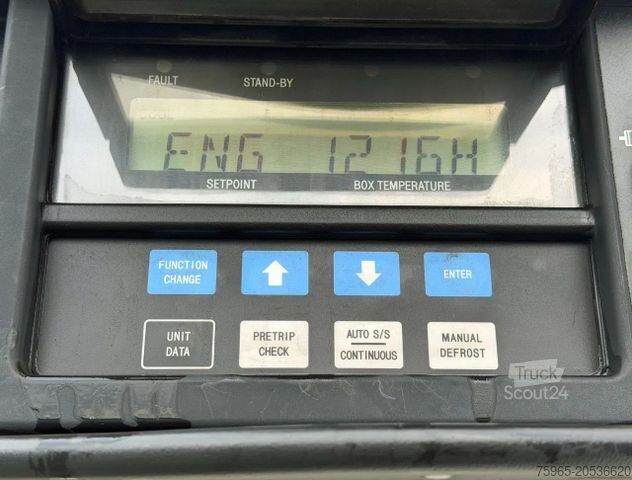 FAULT STAND-BY
ENG 1216H
SETPOINT BOX TEMPERATURE
FUNCTION
CHANGE
ENTER
UNIT
DATA
PRETRIP
CHECK
AUTO S/S
CONTINUOUS
MANUAL
DEFROST
Truck
Scout24
75965-20536620